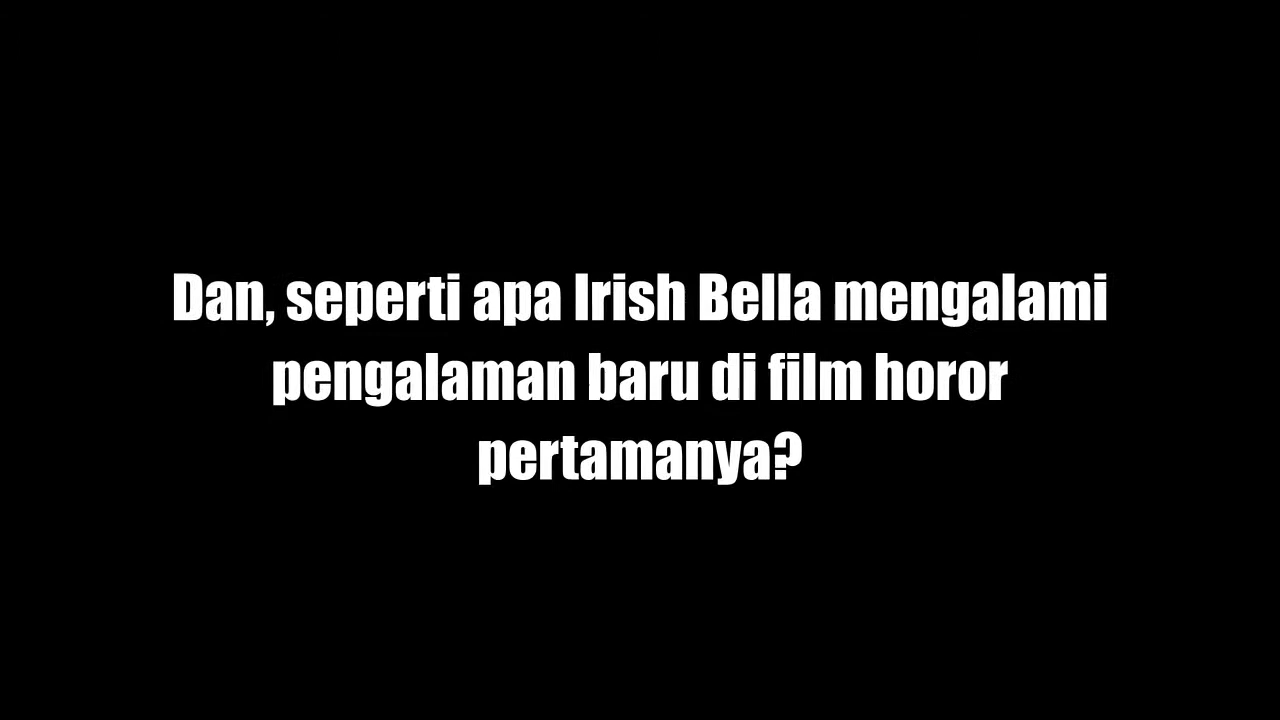 Dan, seperti apa Irish Bella mengalami
pengalaman baru di film horor
pertamanya?